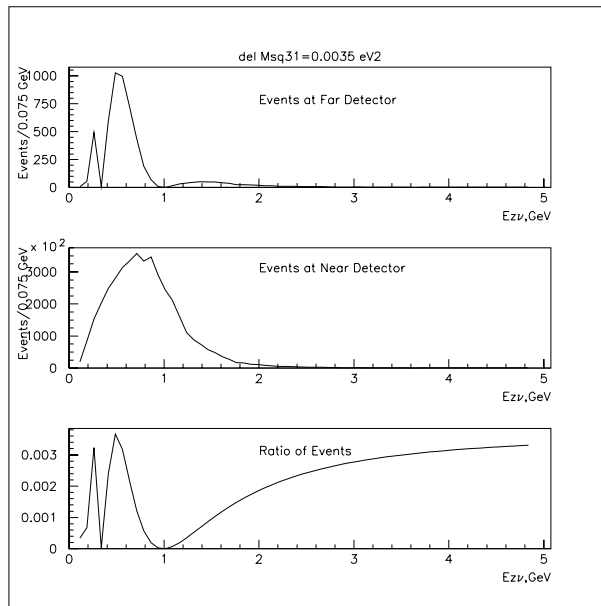 del Msq31=0.0035 eV2
Events/0.075 GeV
1000
750
500
250
0
Events at Far Detector
0 1 2 3 4 5
Ezν,GeV
× 10 2
Events/0.075 GeV
3000
2000
1000
0
Events at Near Detector
0 1 2 3 4 5
Ezν,GeV
0.003
0.002
0.001
0
Ratio of Events
0 1 2 3 4 5
Ezν,GeV